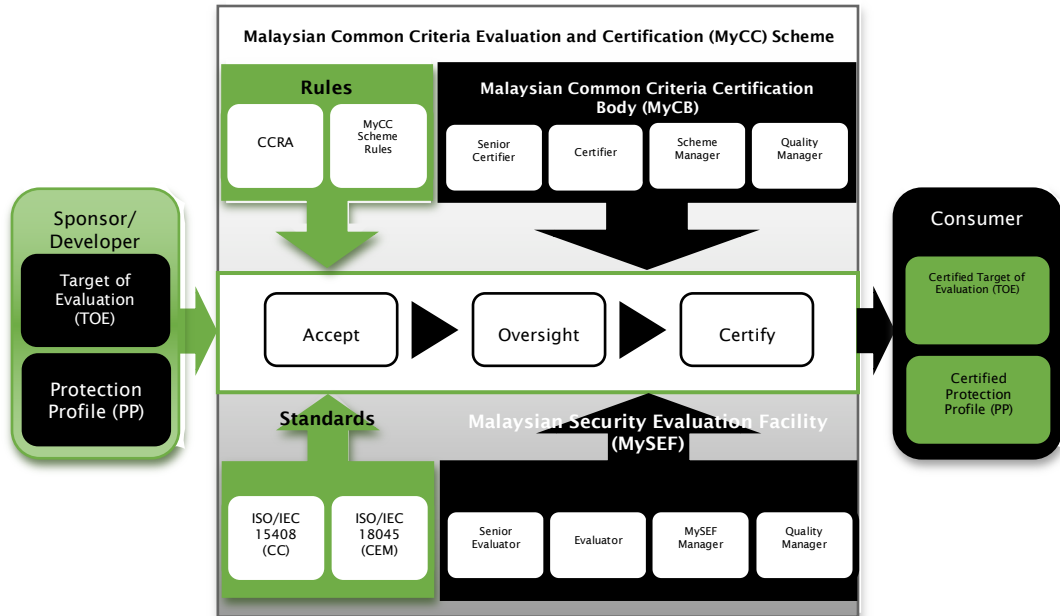 Malaysian Common Criteria Evaluation and Certification (MyCC) Scheme
Rules
CCRA
MyCC
Scheme
Rules
Malaysian Common Criteria Certification
Body (MyCB)
Senior
Certifier
Certifier
Scheme
Manager
Quality
Manager
Sponsor/
Developer
Target of
Evaluation
(TOE)
Protection
Profile (PP)
Accept
Oversight
Certify
Consumer
Certified Target of
Evaluation (TOE)
Certified
Protection
Profile (PP)
Standards
ISO/IEC
15408
(CC)
ISO/IEC
18045
(CEM)
Malaysian Security Evaluation Facility
(MySEF)
Senior
Evaluator
Evaluator
MySEF
Manager
Quality
Manager